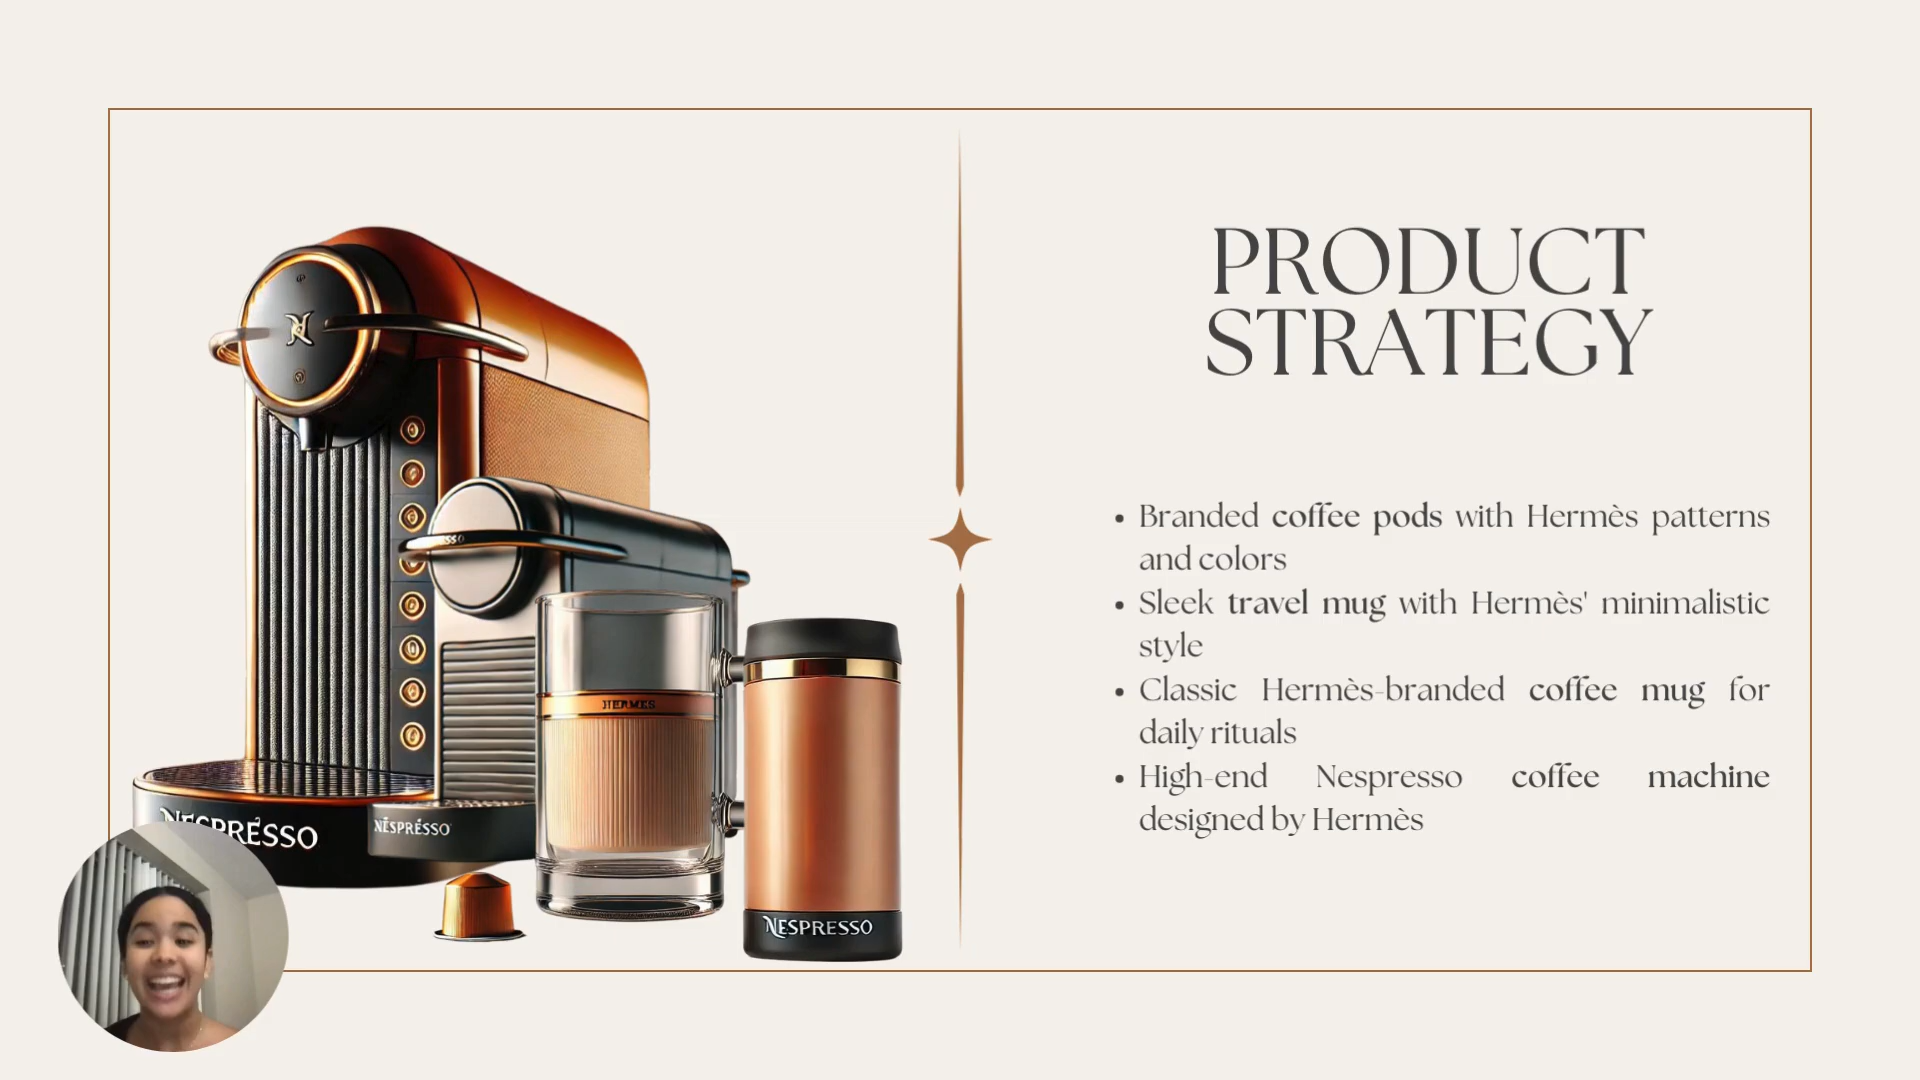 PRODUCT
STRATEGY
• Branded coffee pods with Hermès patterns
and colors
• Sleek travel mug with Hermès' minimalistic
style
• Classic Hermès-branded coffee mug for
daily rituals
• High-end Nespresso coffee machine
designed by Hermès
HERMES
NESPRESSO
NESPRESSO
NESPRESSO